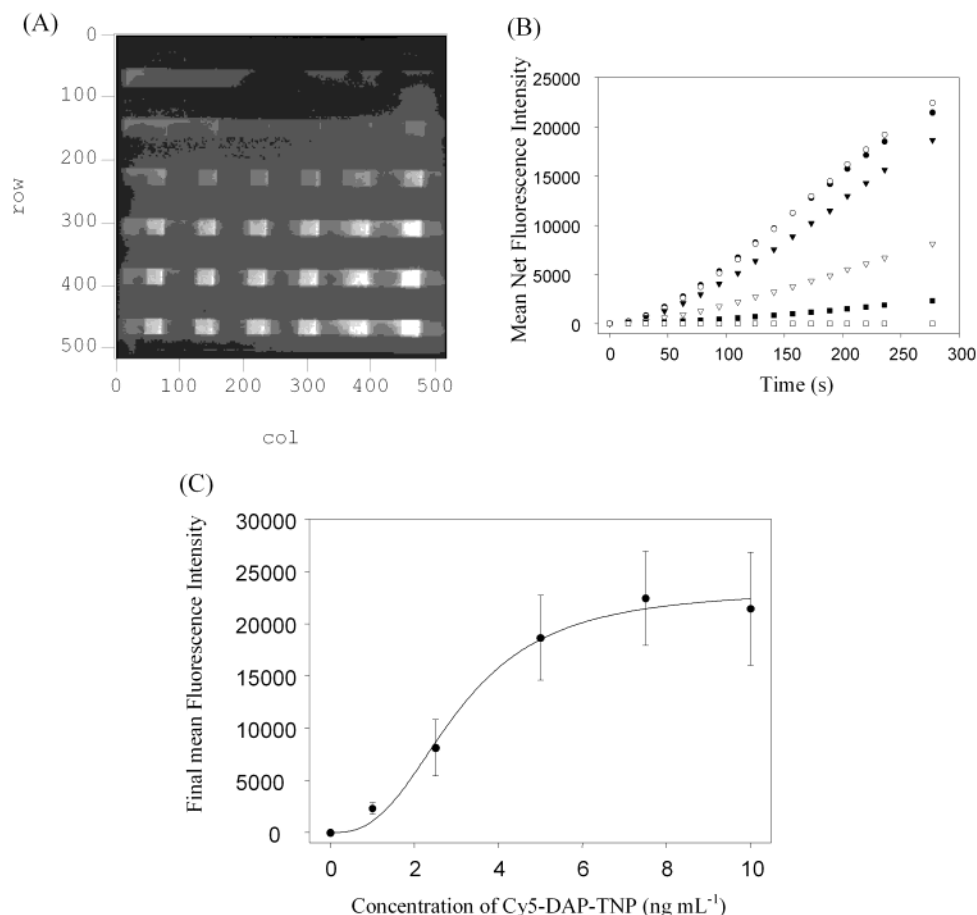 (A)
0
100
200
300
400
500
row
0 100 200 300 400 500
col
(B)
25000
20000
15000
10000
5000
0
Mean Net Fluorescence Intensity
0 50 100 150 200 250 300
Time (s)
(C)
30000
25000
20000
15000
10000
5000
0
Final mean Fluorescence Intensity
0 2 4 6 8 10
Concentration of Cy5-DAP-TNP (ng mL⁻¹)